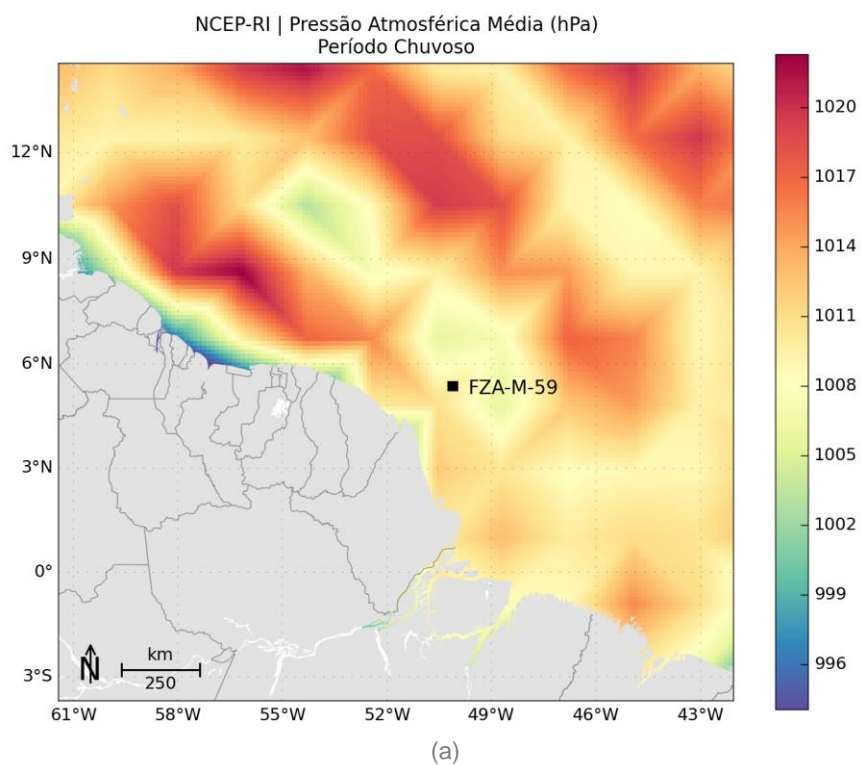 NCEP-RI | Pressão Atmosférica Média (hPa)
Período Chuvoso
12°N
9°N
6°N
3°N
0°
3°S
61°W 58°W 55°W 52°W 49°W 46°W 43°W
FZA-M-59
N
km
250
1020
1017
1014
1011
1008
1005
1002
999
996
(a)